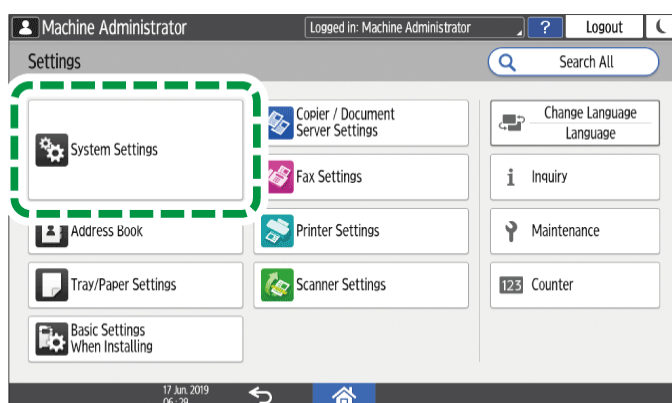 Machine Administrator
Logged in: Machine Administrator
?
Logout
Settings
Search All
System Settings
Copier / Document
Server Settings
Change Language
Language
Fax Settings
i Inquiry
Address Book
Printer Settings
Maintenance
Tray/Paper Settings
Scanner Settings
123 Counter
Basic Settings
When Installing
17 Jun. 2019
06:29